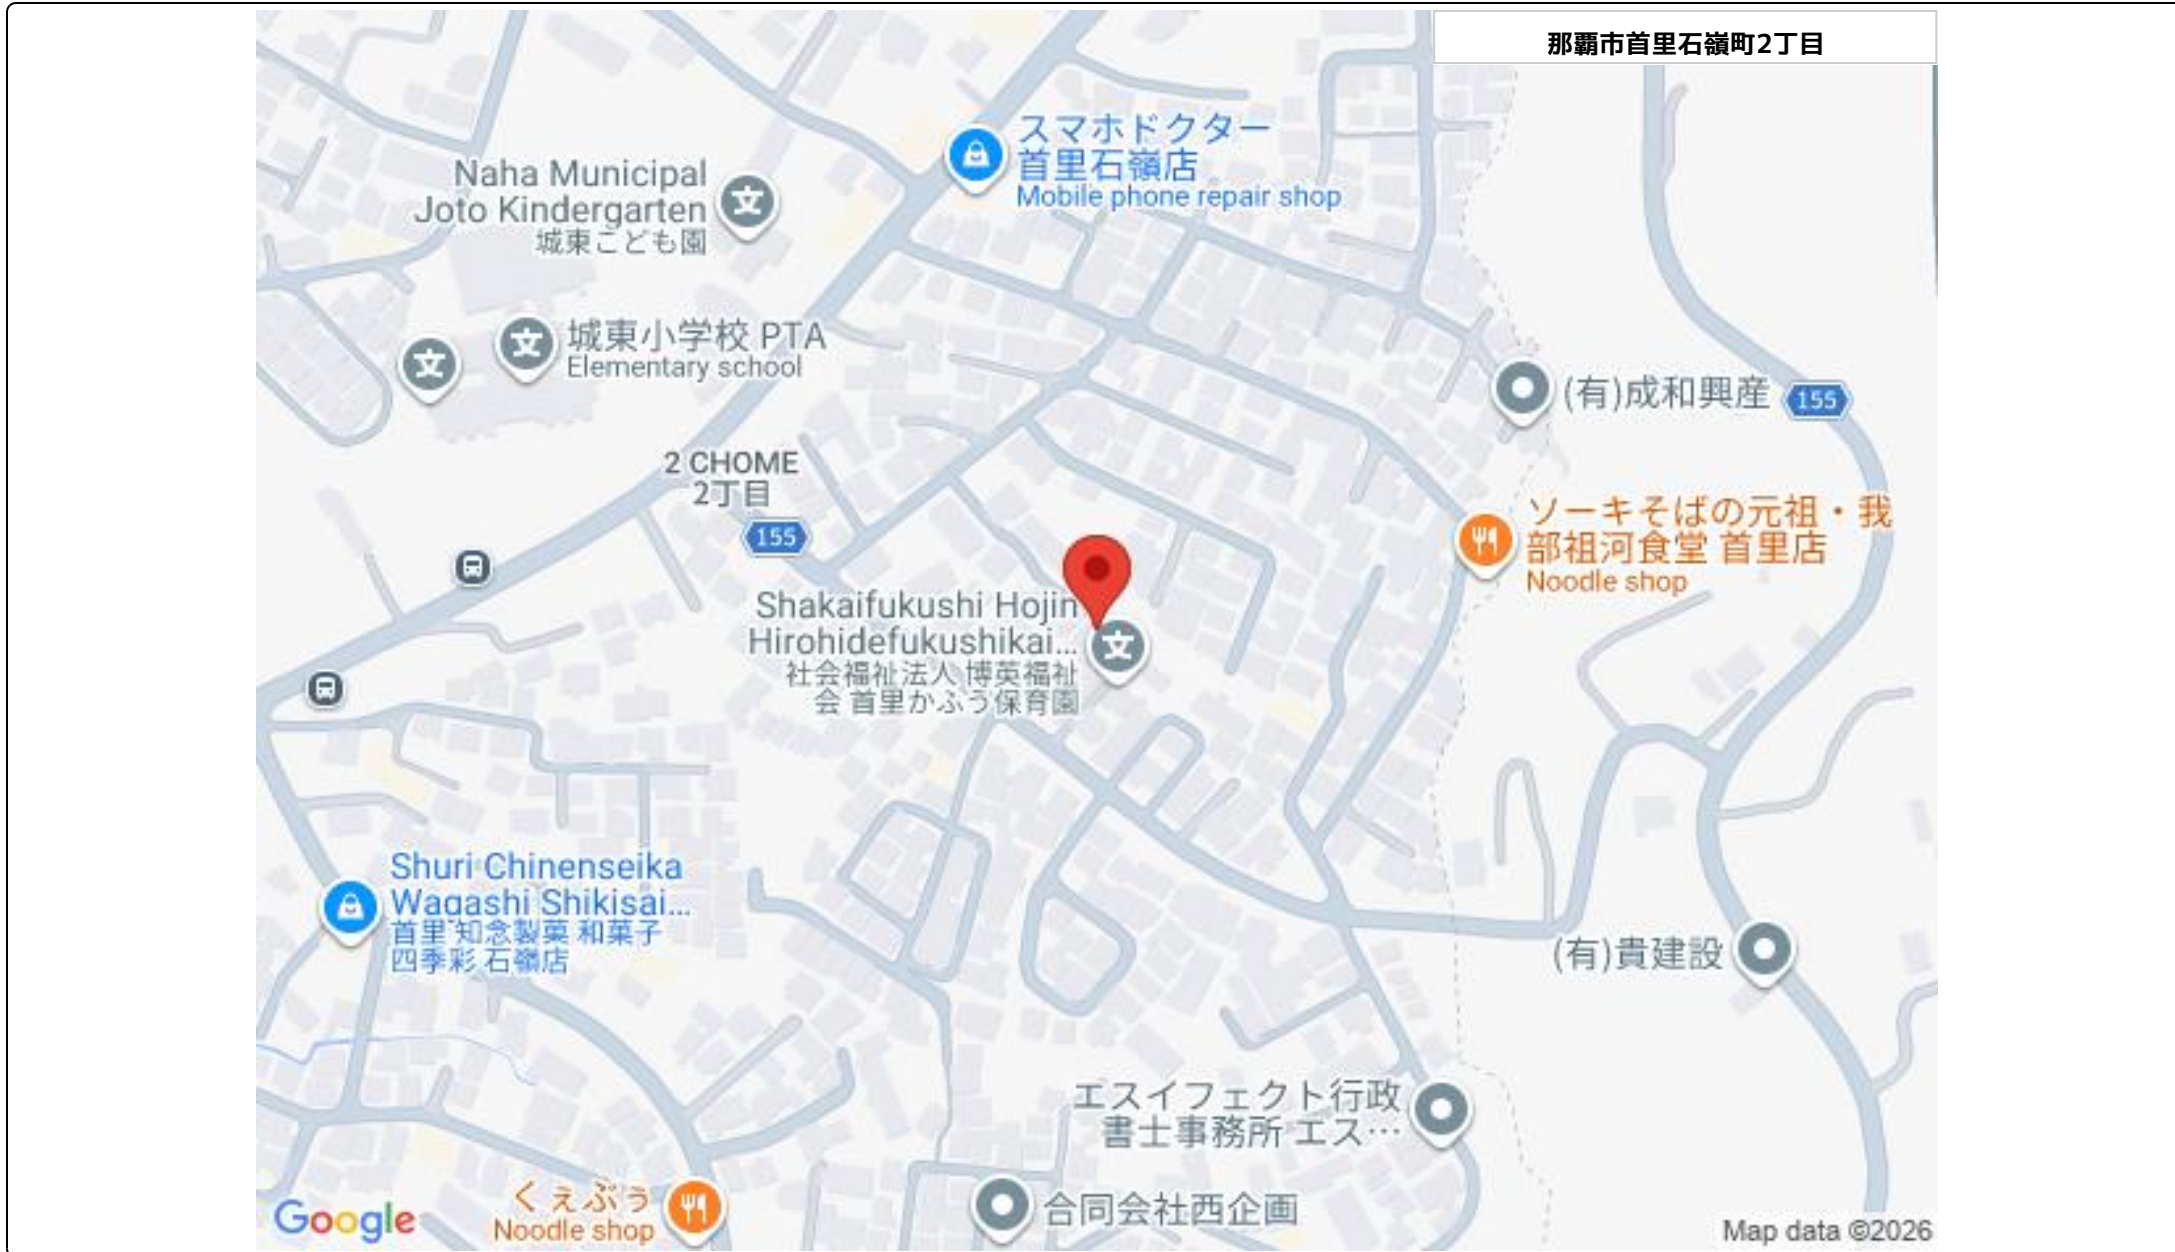 那覇市首里石嶺町2丁目
スマホドクター
首里石嶺店
Mobile phone repair shop
Naha Municipal
Joto Kindergarten
城東こども園
城東小学校 PTA
Elementary school
(有)成和興産
155
2 CHOME
2丁目
155
ソーキそばの元祖・我
部祖河食堂 首里店
Noodle shop
Shakaifukushi Hojin
Hirohidefukushikai...
社会福祉法人 博英福祉
会 首里かふう保育園
Shuri Chinenseika
Wagashi Shikisai...
首里 知念製菓 和菓子
四季彩 石嶺店
(有)貴建設
エスイフェクト行政
書士事務所 エス…
くぇぶぅ
Noodle shop
合同会社西企画
Google
Map data ©2026